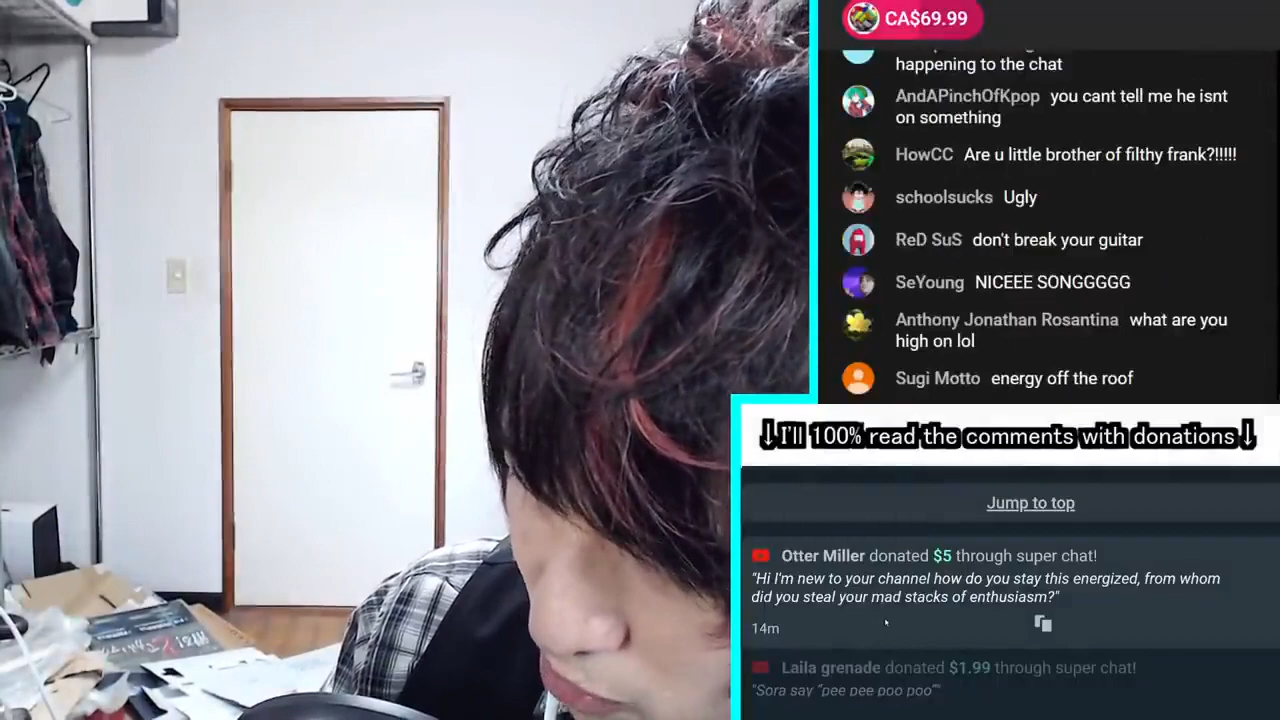 CA$69.99
happening to the chat
AndAPinchOfKpop you cant tell me he isnt
on something
HowCC Are u little brother of filthy frank?!!!!!
schoolsucks Ugly
ReD SuS don't break your guitar
SeYoung NICEEE SONGGGGG
Anthony Jonathan Rosantina what are you
high on lol
Sugi Motto energy off the roof
↓I'll 100% read the comments with donations↓
Jump to top
Otter Miller donated $5 through super chat!
"Hi I'm new to your channel how do you stay this energized, from whom
did you steal your mad stacks of enthusiasm?"
14m
Laila grenade donated $1.99 through super chat!
"Sora say “pee pee poo poo”"